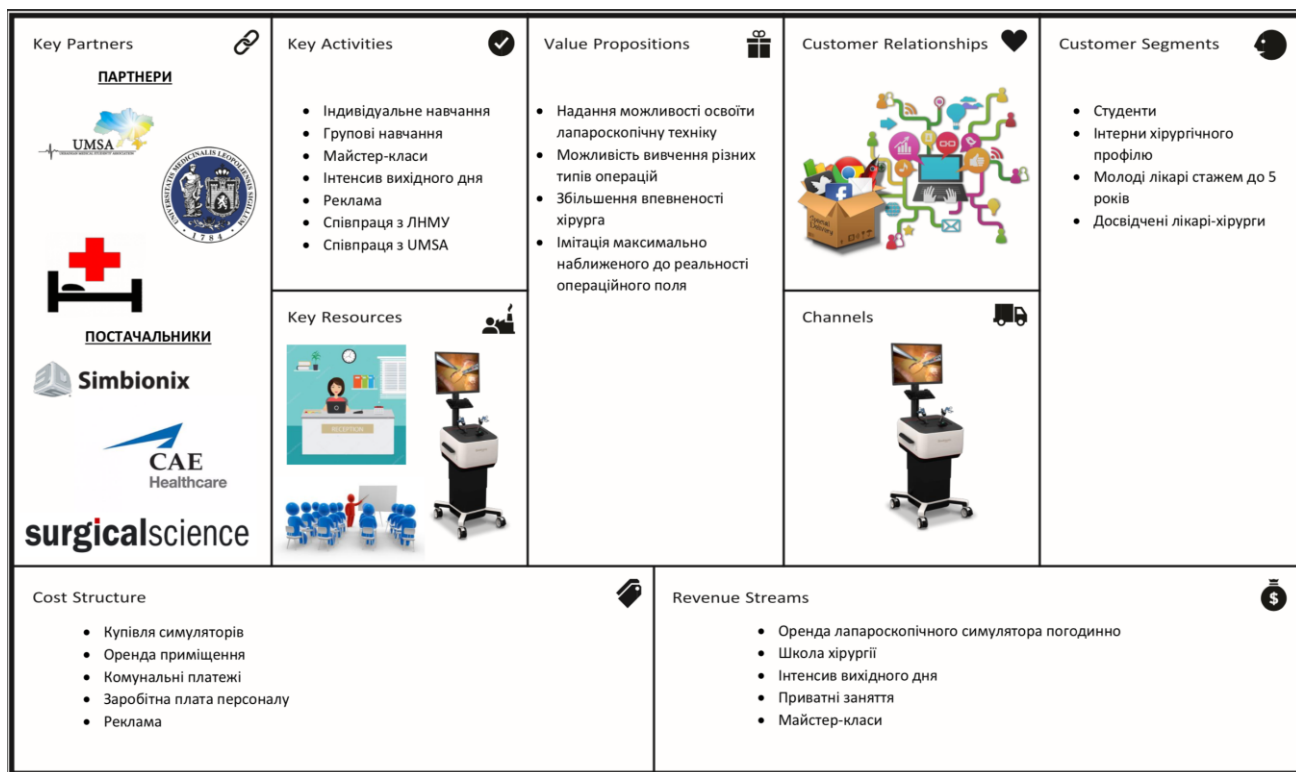 Key Partners
ПАРТНЕРИ
UMSA
UNIVERSITATIS MEDICINALIS LEOPOLIENSIS SIGILLUM
1784
ПОСТАЧАЛЬНИКИ
Simbionix
CAE
Healthcare
surgicalscience
Key Activities
Індивідуальне навчання
Групові навчання
Майстер-класи
Інтенсив вихідного дня
Реклама
Співпраця з ЛНМУ
Співпраця з UMSA
Key Resources
RECEPTION
Value Propositions
Надання можливості освоїти
лапароскопічну техніку
Можливість вивчення різних
типів операцій
Збільшення впевненості
хірурга
Імітація максимально
наближеного до реальності
операційного поля
Customer Relationships
Channels
Customer Segments
Студенти
Інтерни хірургічного
профілю
Молоді лікарі стажем до 5
років
Досвідчені лікарі-хірурги
Cost Structure
Купівля симуляторів
Оренда приміщення
Комунальні платежі
Заробітна плата персоналу
Реклама
Revenue Streams
Оренда лапароскопічного симулятора погодинно
Школа хірургії
Інтенсив вихідного дня
Приватні заняття
Майстер-класи